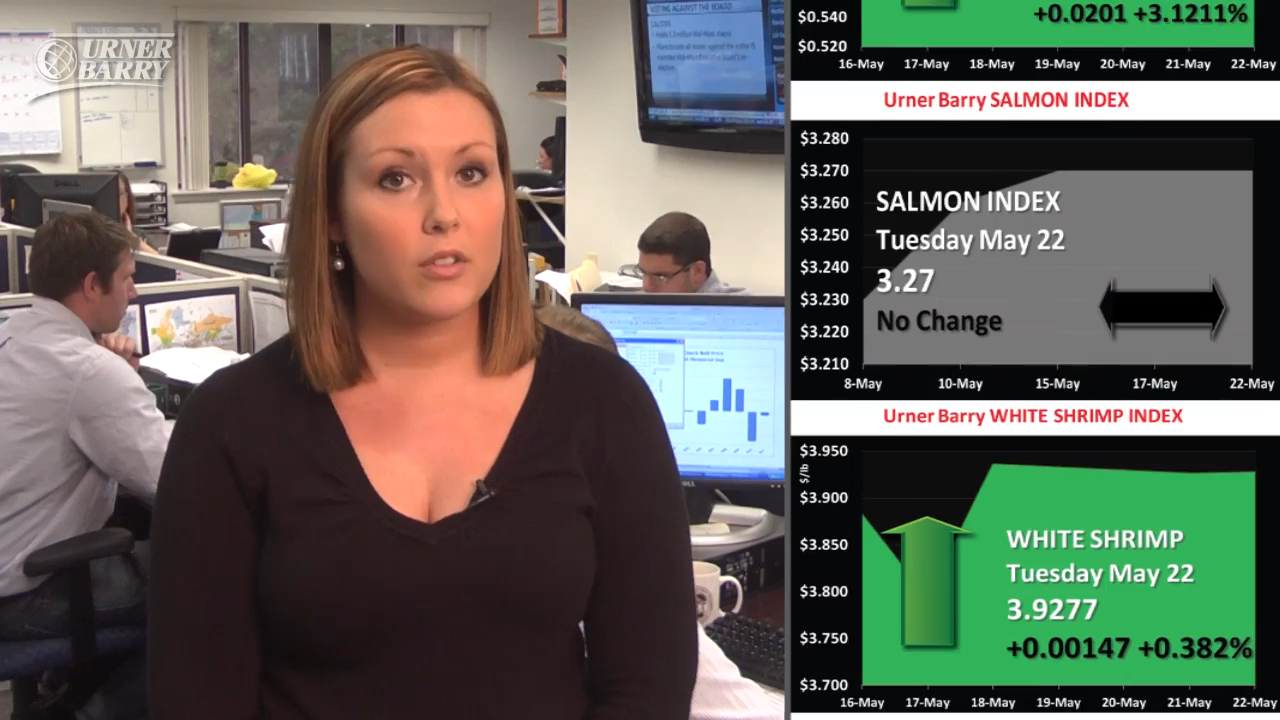 URNER
BARRY
VOTING AGAINST THE BOARD
$0.540
+0.0201 +3.1211%
$0.520
16-May 17-May 18-May 19-May 20-May 21-May 22-May
Urner Barry SALMON INDEX
$3.280
$3.270
$3.260
$3.250
$3.240
$3.230
$3.220
$3.210
SALMON INDEX
Tuesday May 22
3.27
No Change
8-May 10-May 15-May 17-May 22-May
Urner Barry WHITE SHRIMP INDEX
$/lb
$3.950
$3.900
$3.850
$3.800
$3.750
$3.700
WHITE SHRIMP
Tuesday May 22
3.9277
+0.00147 +0.382%
16-May 17-May 18-May 19-May 20-May 21-May 22-May
DELL